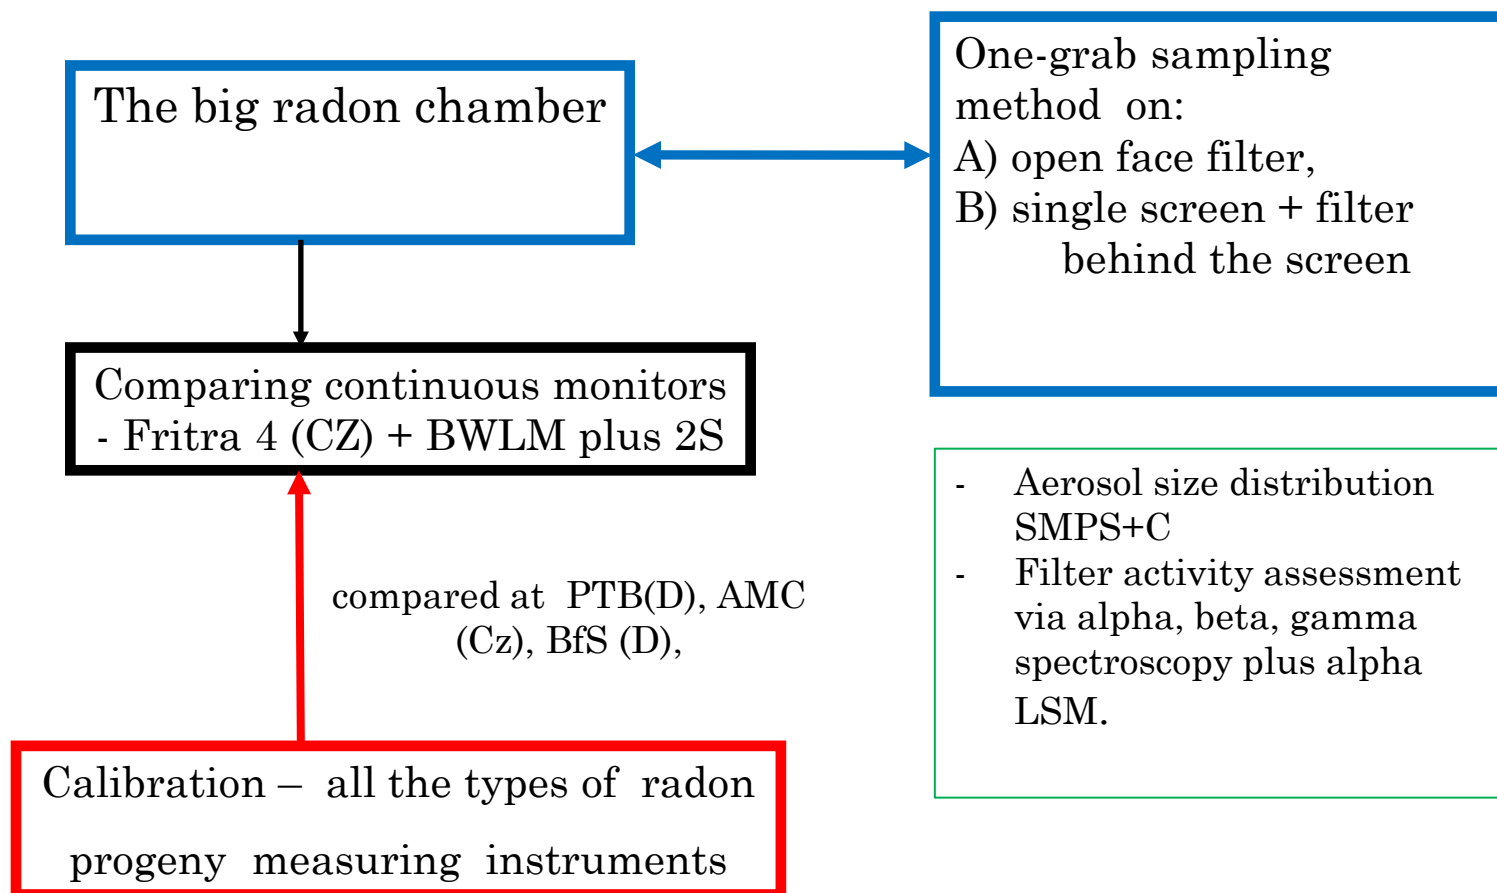 The big radon chamber
One-grab sampling
method on:
A) open face filter,
B) single screen + filter
behind the screen
Comparing continuous monitors
- Fritra 4 (CZ) + BWLM plus 2S
- Aerosol size distribution
SMPS+C
- Filter activity assessment
via alpha, beta, gamma
spectroscopy plus alpha
LSM.
compared at PTB(D), AMC
(Cz), BfS (D),
Calibration – all the types of radon
progeny measuring instruments